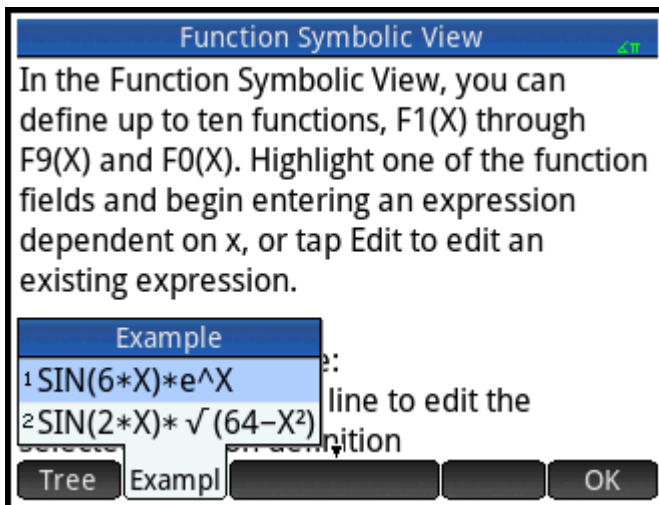 Function Symbolic View
∡π
In the Function Symbolic View, you can
define up to ten functions, F1(X) through
F9(X) and F0(X). Highlight one of the function
fields and begin entering an expression
dependent on x, or tap Edit to edit an
existing expression.
Example
1 SIN(6*X)*e^X
2 SIN(2*X)*√(64−X²)
line to edit the
Tree Exampl OK